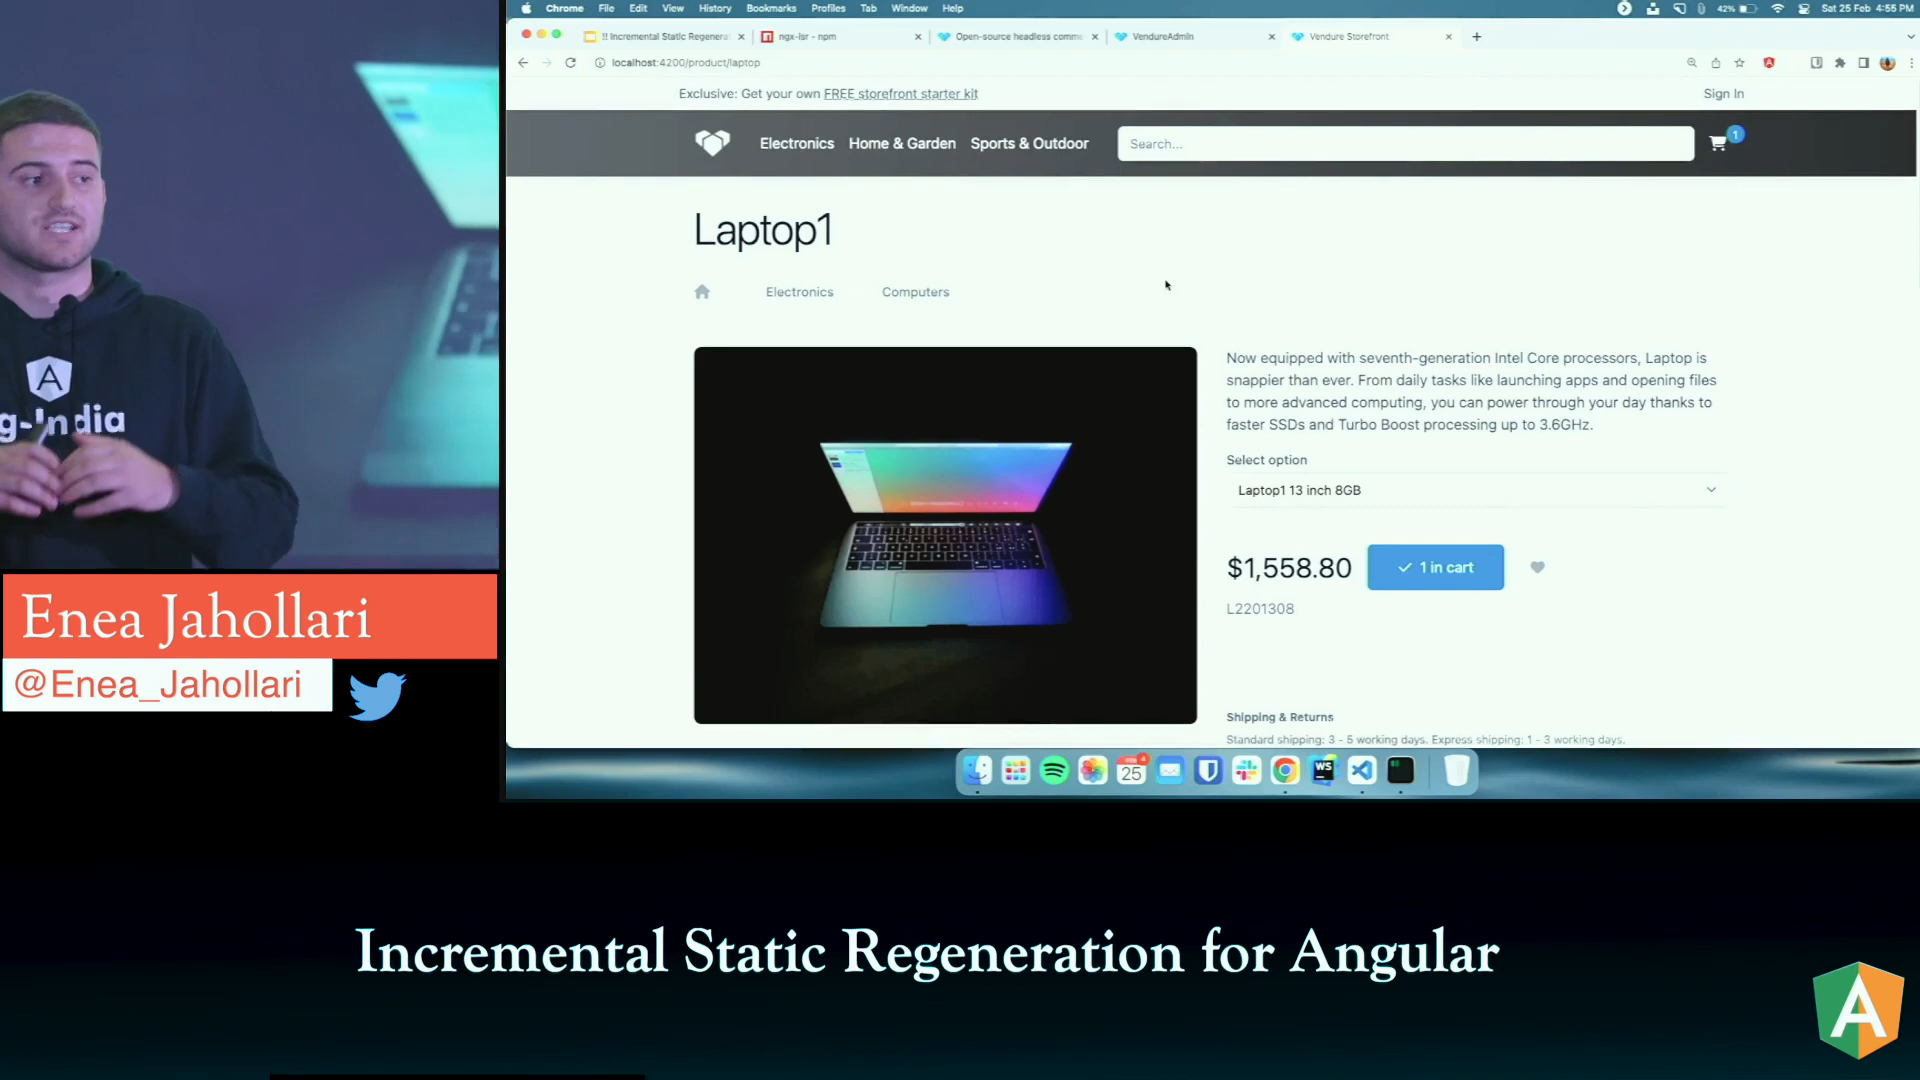 Chrome File Edit View History Bookmarks Profiles Tab Window Help
42% Sat 25 Feb 4:55 PM
!! Incremental Static Regenera
ngx-isr - npm
Open-source headless comme
VendureAdmin
Vendure Storefront
localhost:4200/product/laptop
Exclusive: Get your own FREE storefront starter kit
Sign In
Electronics Home & Garden Sports & Outdoor
Search...
1
Laptop1
Electronics Computers
Now equipped with seventh-generation Intel Core processors, Laptop is
snappier than ever. From daily tasks like launching apps and opening files
to more advanced computing, you can power through your day thanks to
faster SSDs and Turbo Boost processing up to 3.6GHz.
Select option
Laptop1 13 inch 8GB
$1,558.80
1 in cart
L2201308
Shipping & Returns
Standard shipping: 3 - 5 working days. Express shipping: 1 - 3 working days.
25
WS
A
g-India
Enea Jahollari
@Enea_Jahollari
Incremental Static Regeneration for Angular
A